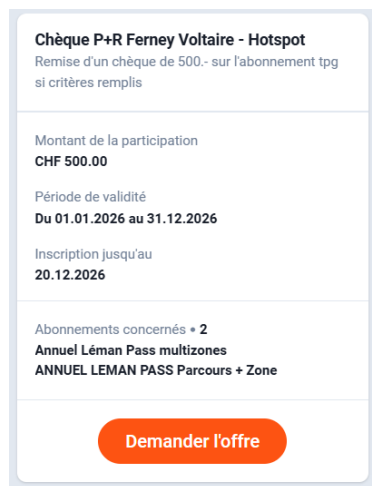 Chèque P+R Ferney Voltaire - Hotspot
Remise d'un chèque de 500.- sur l'abonnement tpg
si critères remplis
Montant de la participation
CHF 500.00
Période de validité
Du 01.01.2026 au 31.12.2026
Inscription jusqu'au
20.12.2026
Abonnements concernés • 2
Annuel Léman Pass multizones
ANNUEL LEMAN PASS Parcours + Zone
Demander l'offre